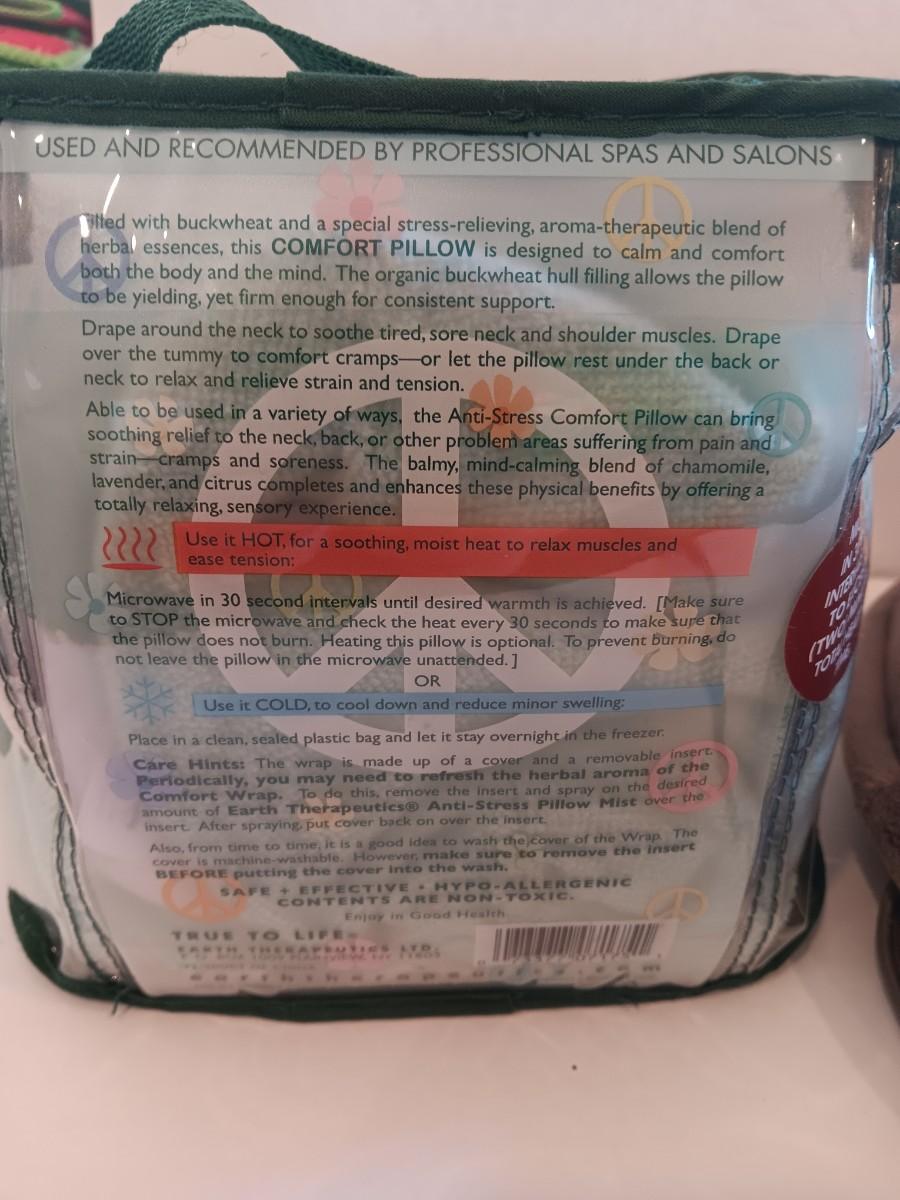 USED AND RECOMMENDED BY PROFESSIONAL SPAS AND SALONS
Filled with buckwheat and a special stress-relieving, aroma-therapeutic blend of
herbal essences, this COMFORT PILLOW is designed to calm and comfort
both the body and the mind. The organic buckwheat hull filling allows the pillow
to be yielding, yet firm enough for consistent support.
Drape around the neck to soothe tired, sore neck and shoulder muscles. Drape
over the tummy to comfort cramps—or let the pillow rest under the back or
neck to relax and relieve strain and tension.
Able to be used in a variety of ways, the Anti-Stress Comfort Pillow can bring
soothing relief to the neck, back, or other problem areas suffering from pain and
strain—cramps and soreness. The balmy, mind-calming blend of chamomile,
lavender, and citrus completes and enhances these physical benefits by offering a
totally relaxing, sensory experience.
Use it HOT, for a soothing, moist heat to relax muscles and
ease tension:
Microwave in 30 second intervals until desired warmth is achieved. [Make sure
to STOP the microwave and check the heat every 30 seconds to make sure that
the pillow does not burn. Heating this pillow is optional. To prevent burning, do
not leave the pillow in the microwave unattended.]
OR
Use it COLD, to cool down and reduce minor swelling:
Place in a clean, sealed plastic bag and let it stay overnight in the freezer.
Care Hints: The wrap is made up of a cover and a removable insert.
Periodically, you may need to refresh the herbal aroma of the
Comfort Wrap. To do this, remove the insert and spray on the desired
amount of Earth Therapeutics® Anti-Stress Pillow Mist over the
insert. After spraying, put cover back on over the insert.
Also, from time to time, it is a good idea to wash the cover of the Wrap. The
cover is machine-washable. However, make sure to remove the insert
BEFORE putting the cover into the wash.
SAFE + EFFECTIVE • HYPO-ALLERGENIC
CONTENTS ARE NON-TOXIC.
Enjoy in Good Health
TRUE TO LIFE
EARTH THERAPEUTICS LTD.
earththerapeutics.com